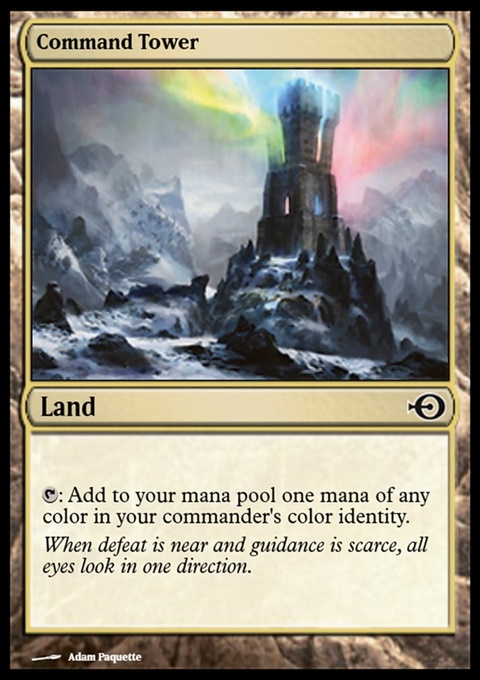 Command Tower
Land
: Add to your mana pool one mana of any
color in your commander's color identity.
When defeat is near and guidance is scarce, all
eyes look in one direction.
Adam Paquette